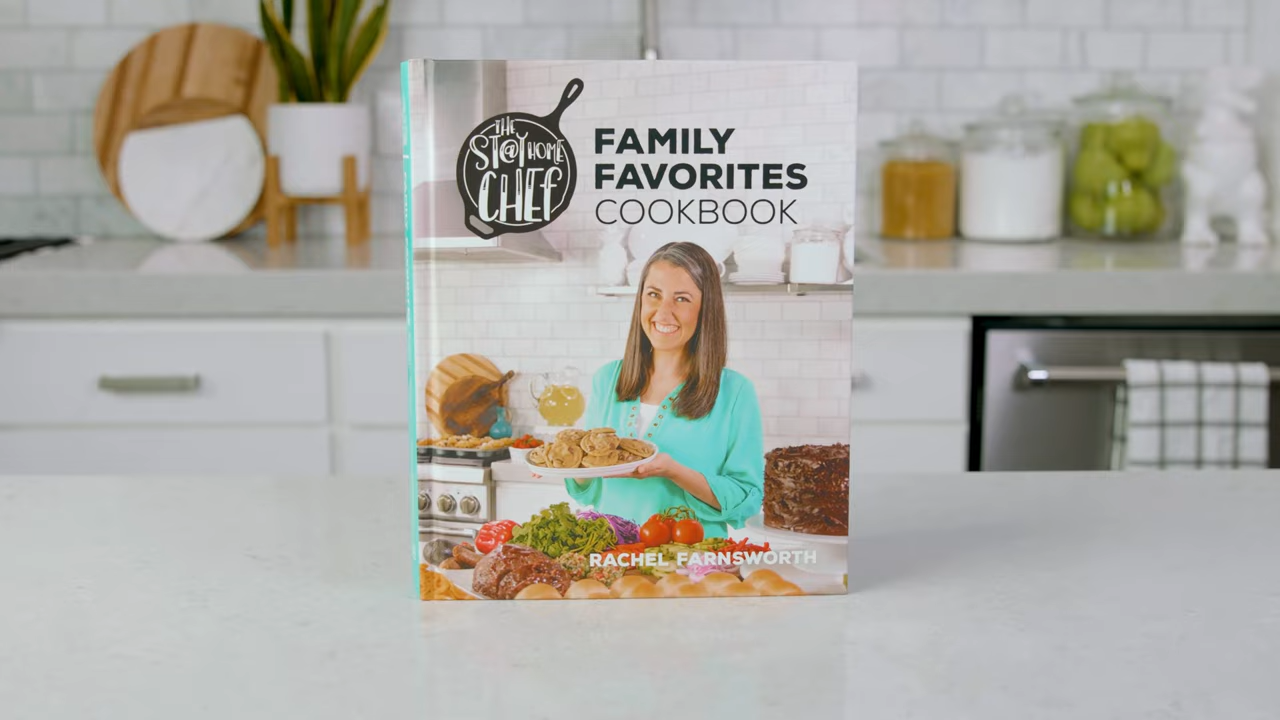 THE
ST@Y HOME
CHEF
FAMILY
FAVORITES
COOKBOOK
RACHEL FARNSWORTH